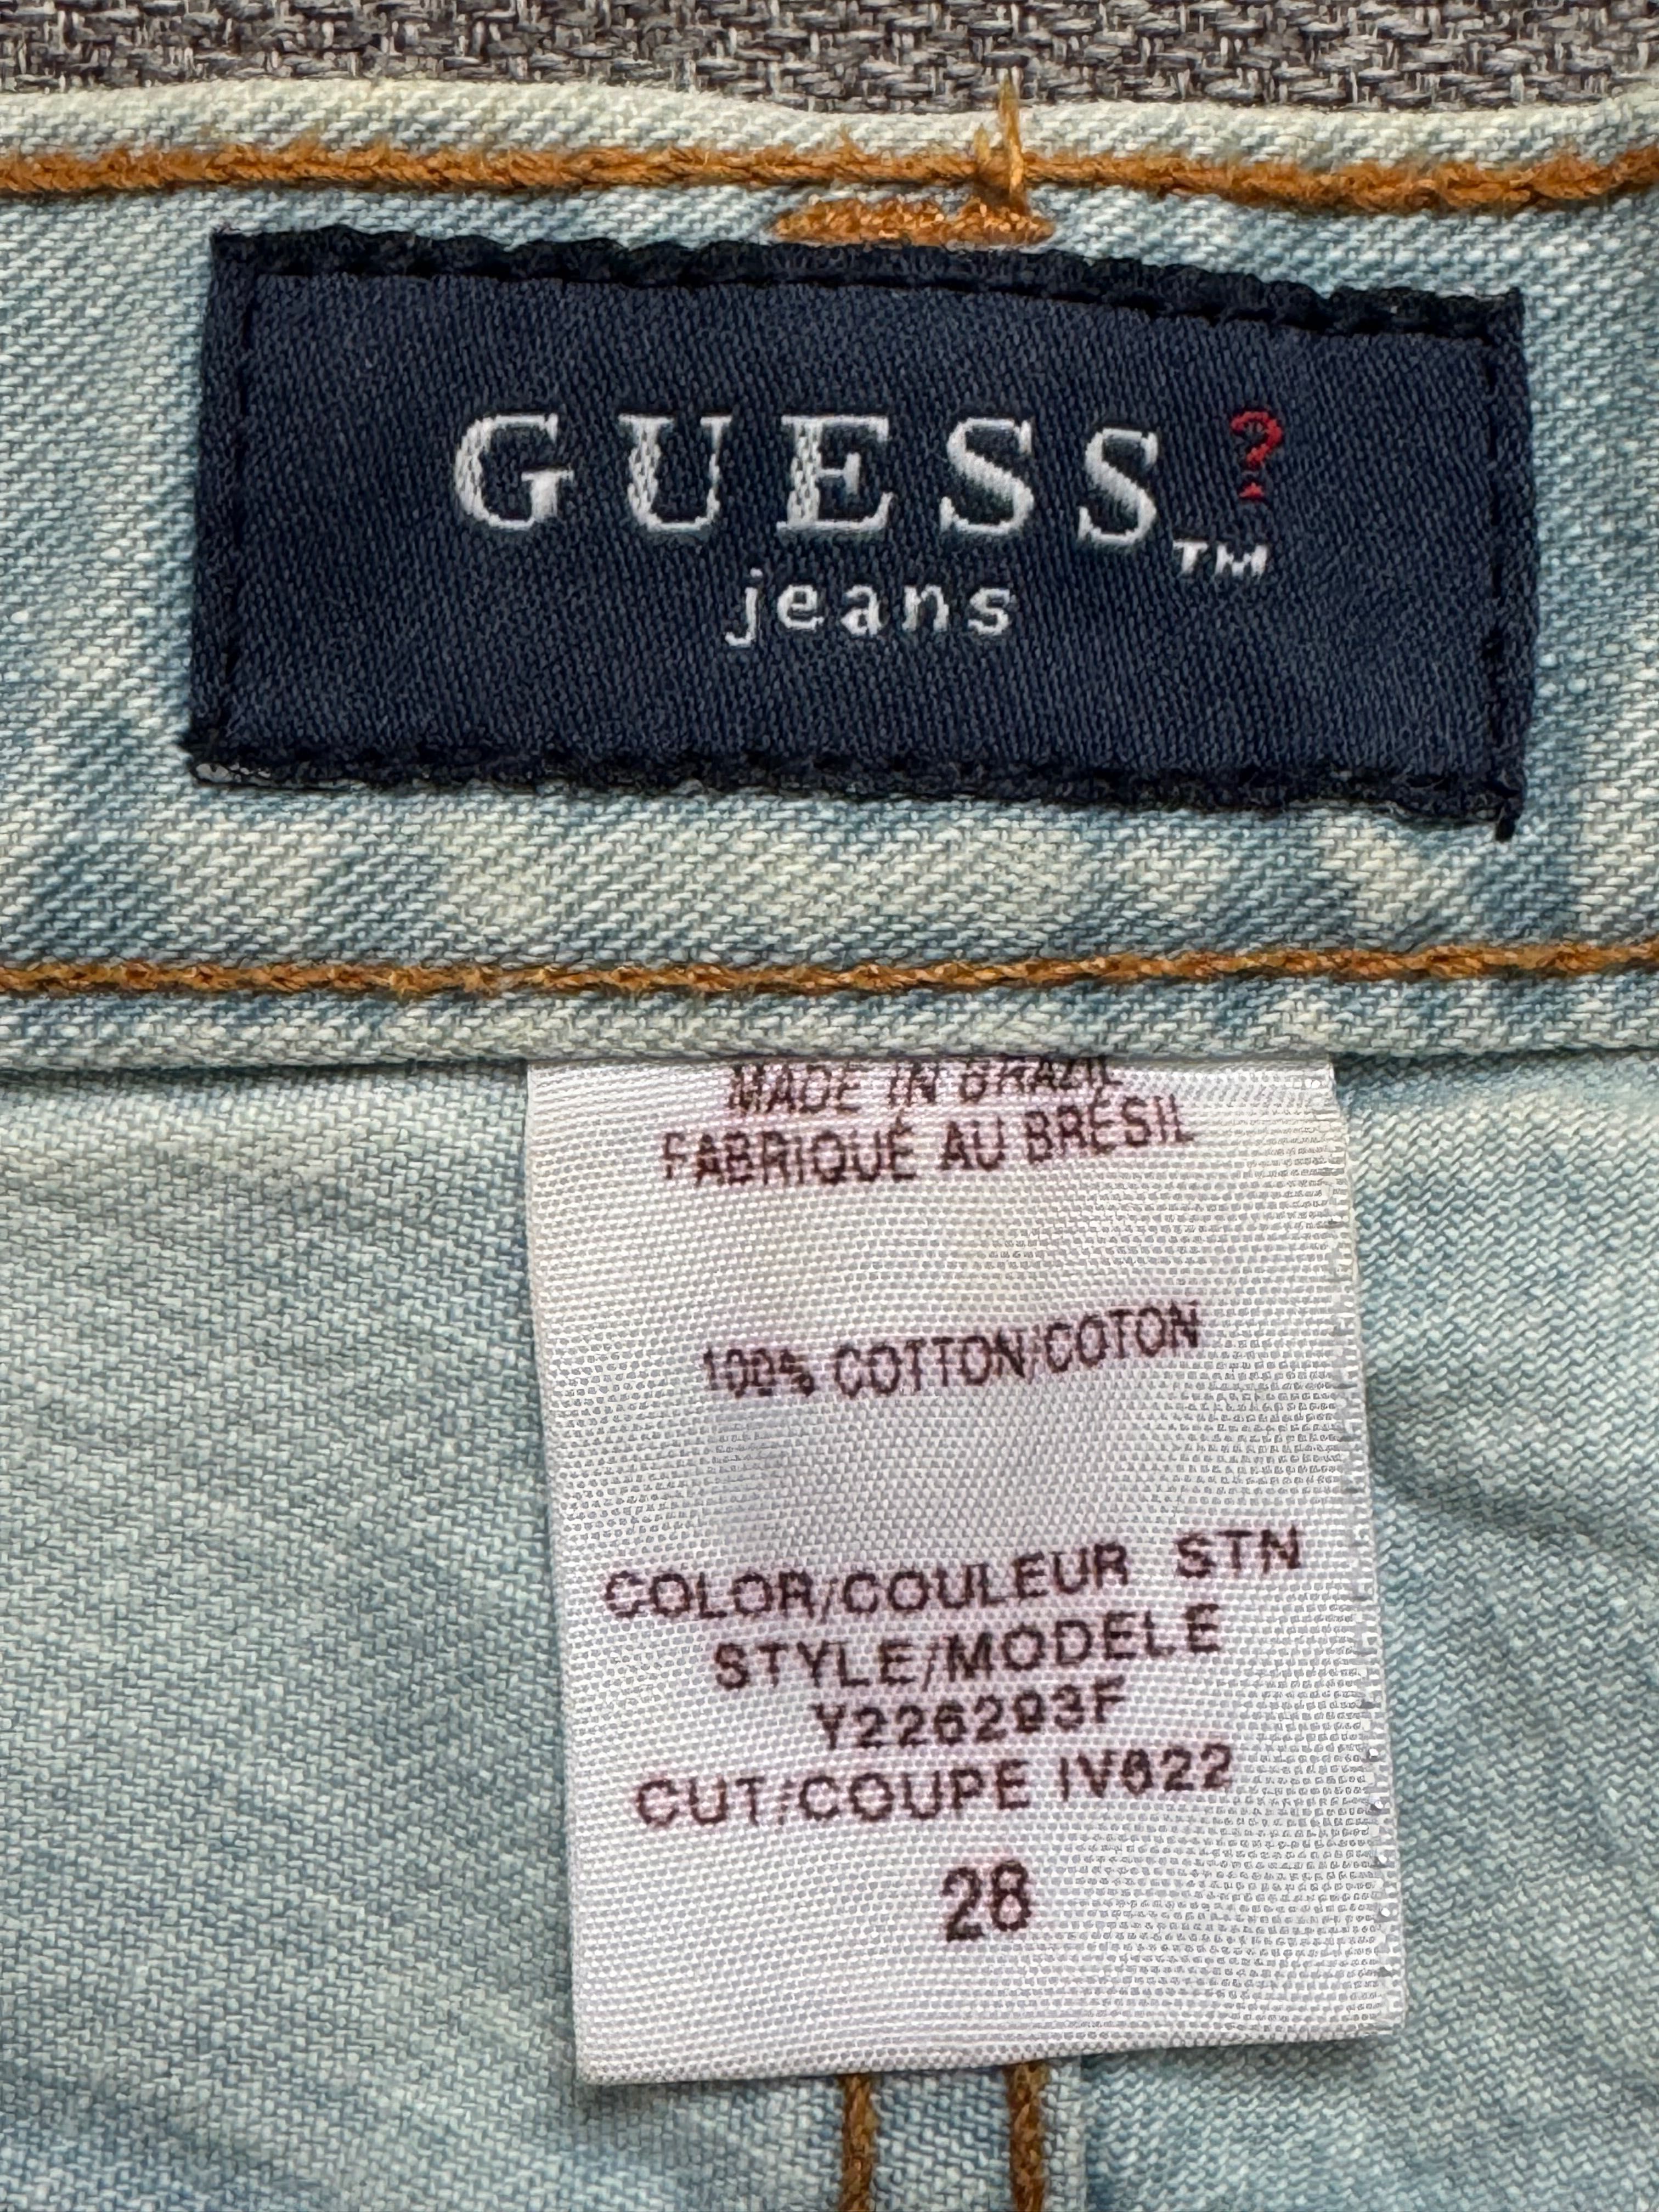 GUESS?
TM
jeans
MADE IN BRAZIL
FABRIQUÉ AU BRÉSIL
100% COTTON/COTON
COLOR/COULEUR STN
STYLE/MODELE
Y226293F
CUT/COUPE IV622
28